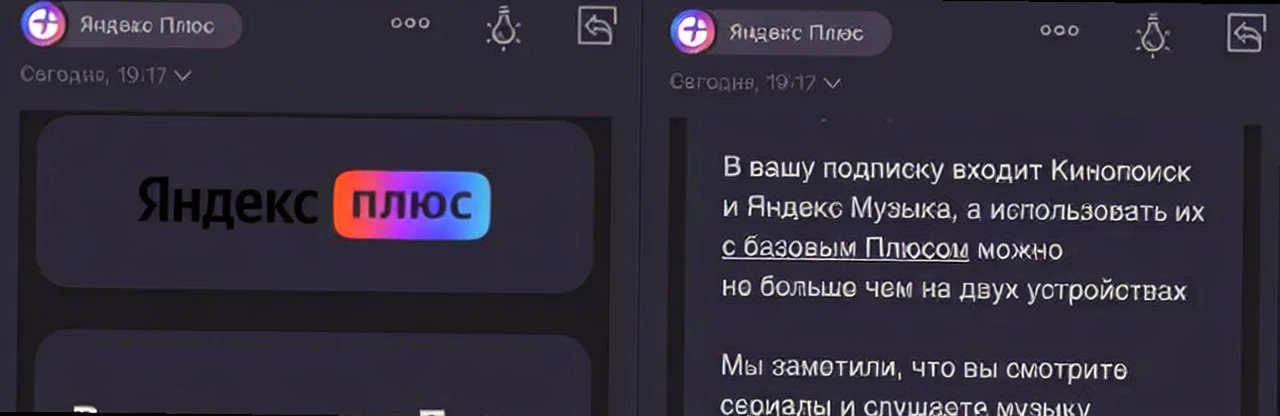 Яндекс Плюс
Сегодня, 19:17
Яндекс плюс
Яндекс Плюс
Сегодня, 19:17
В вашу подписку входит Кинопоиск
и Яндекс Музыка, а использовать их
с базовым Плюсом можно
не больше чем на двух устройствах
Мы заметили, что вы смотрите
сериалы и слушаете музыку